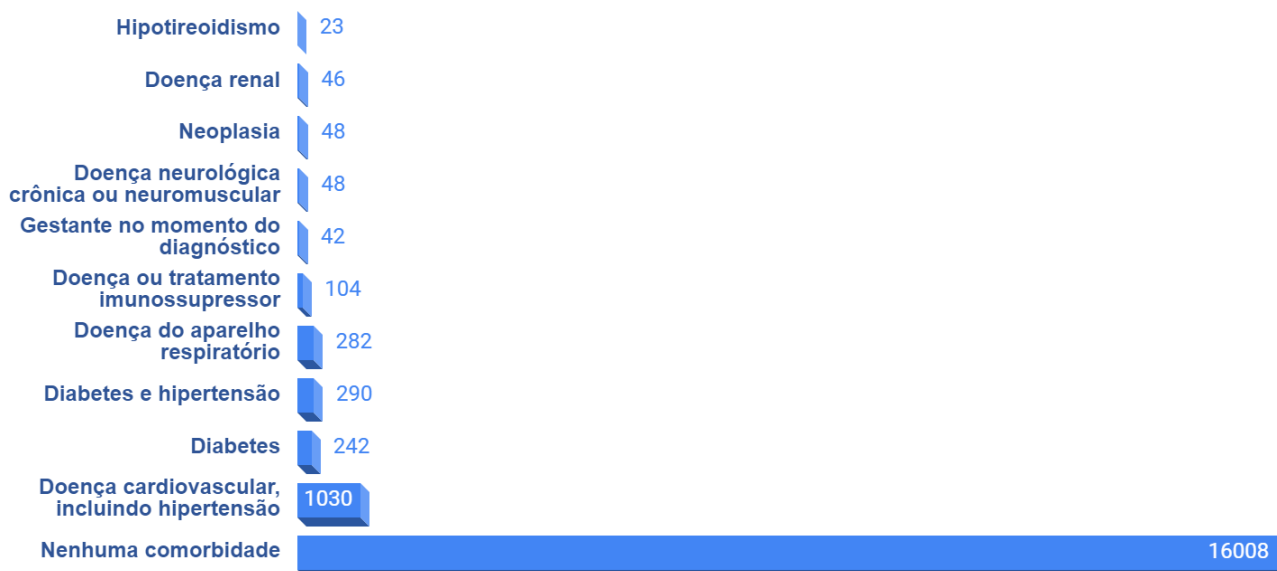 Hipotireoidismo 23
Doença renal 46
Neoplasia 48
Doença neurológica
crônica ou neuromuscular 48
Gestante no momento do
diagnóstico 42
Doença ou tratamento
imunossupressor 104
Doença do aparelho
respiratório 282
Diabetes e hipertensão 290
Diabetes 242
Doença cardiovascular,
incluindo hipertensão 1030
Nenhuma comorbidade 16008